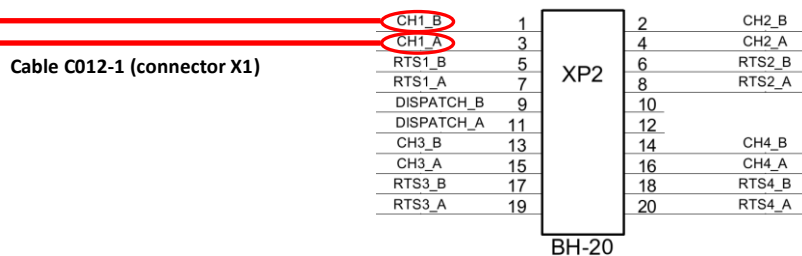 CH1_B 1 2 CH2_B
CH1_A 3 4 CH2_A
Cable C012-1 (connector X1)
RTS1_B 5 6 RTS2_B
XP2
RTS1_A 7 8 RTS2_A
DISPATCH_B 9 10
DISPATCH_A 11 12
CH3_B 13 14 CH4_B
CH3_A 15 16 CH4_A
RTS3_B 17 18 RTS4_B
RTS3_A 19 20 RTS4_A
BH-20